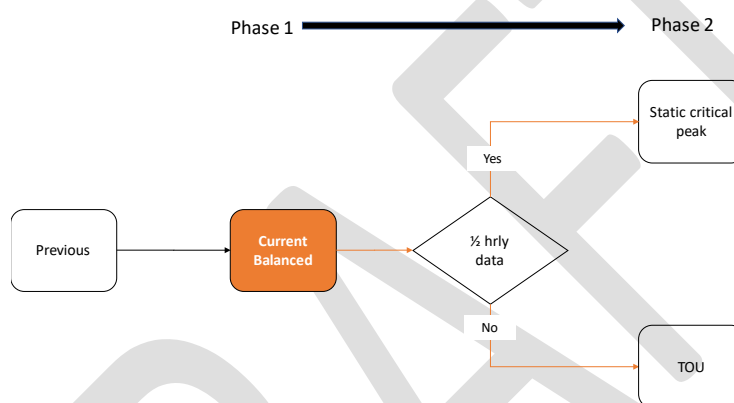 Phase 1
Phase 2
Static critical
peak
Yes
Previous
Current
Balanced
½ hrly
data
No
TOU